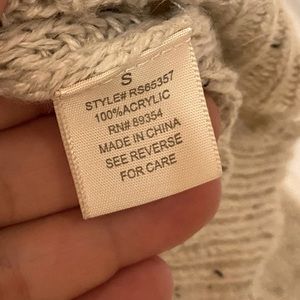 S
STYLE# RS65357
100%ACRYLIC
RN# 89354
MADE IN CHINA
SEE REVERSE
FOR CARE